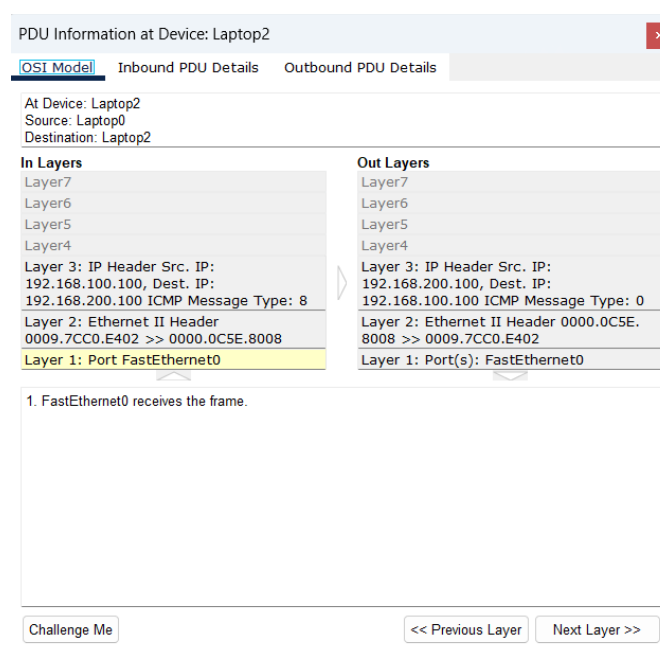 PDU Information at Device: Laptop2
OSI Model Inbound PDU Details Outbound PDU Details
At Device: Laptop2
Source: Laptop0
Destination: Laptop2
In Layers
Layer7
Layer6
Layer5
Layer4
Layer 3: IP Header Src. IP:
192.168.100.100, Dest. IP:
192.168.200.100 ICMP Message Type: 8
Layer 2: Ethernet II Header
0009.7CC0.E402 >> 0000.0C5E.8008
Layer 1: Port FastEthernet0
Out Layers
Layer7
Layer6
Layer5
Layer4
Layer 3: IP Header Src. IP:
192.168.200.100, Dest. IP:
192.168.100.100 ICMP Message Type: 0
Layer 2: Ethernet II Header 0000.0C5E.
8008 >> 0009.7CC0.E402
Layer 1: Port(s): FastEthernet0
1. FastEthernet0 receives the frame.
Challenge Me
<< Previous Layer
Next Layer >>